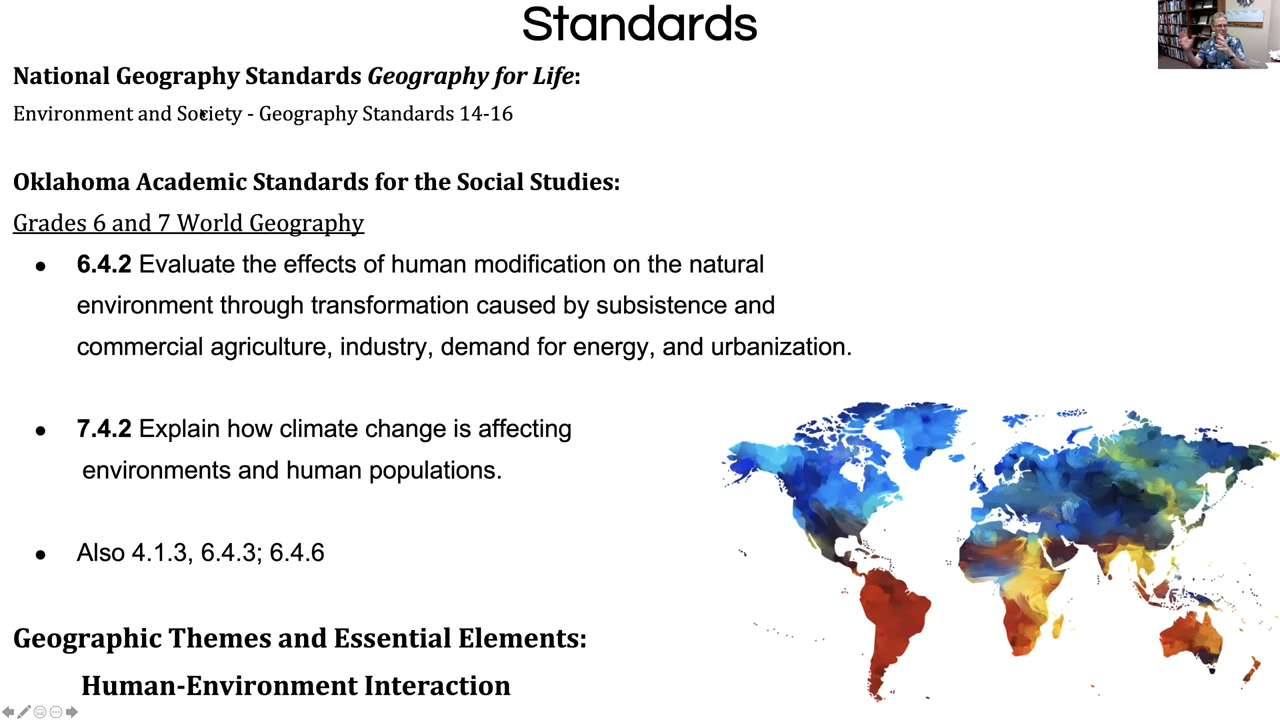 Standards
National Geography Standards Geography for Life:
Environment and Society - Geography Standards 14-16
Oklahoma Academic Standards for the Social Studies:
Grades 6 and 7 World Geography
● 6.4.2 Evaluate the effects of human modification on the natural
environment through transformation caused by subsistence and
commercial agriculture, industry, demand for energy, and urbanization.
● 7.4.2 Explain how climate change is affecting
environments and human populations.
● Also 4.1.3, 6.4.3; 6.4.6
Geographic Themes and Essential Elements:
Human-Environment Interaction